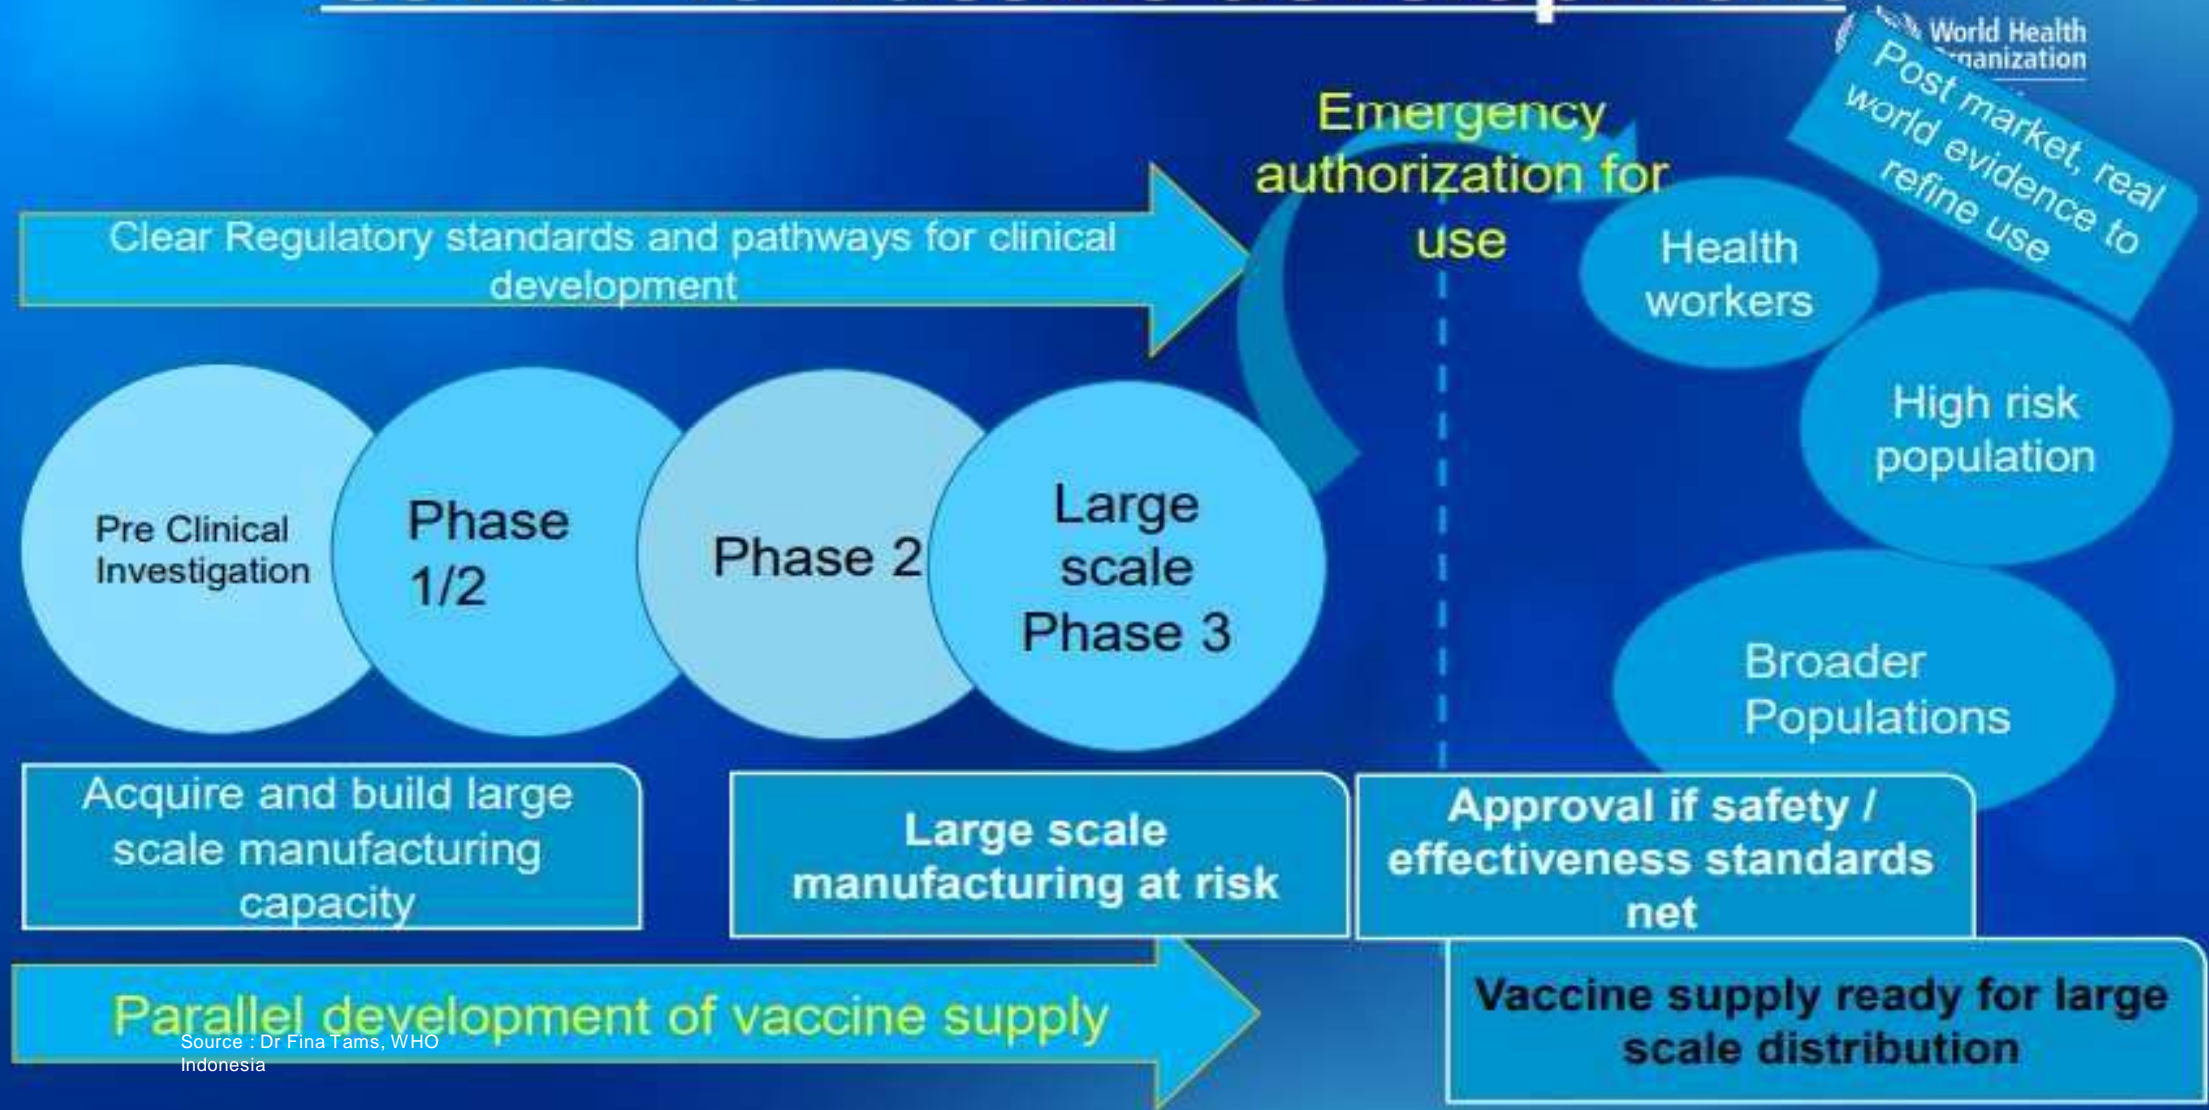 World Health
Organization
Post market, real
world evidence to
refine use
Emergency
authorization for
use
Clear Regulatory standards and pathways for clinical
development
Health
workers
High risk
population
Broader
Populations
Pre Clinical
Investigation
Phase
1/2
Phase 2
Large
scale
Phase 3
Acquire and build large
scale manufacturing
capacity
Large scale
manufacturing at risk
Approval if safety /
effectiveness standards
net
Parallel development of vaccine supply
Source : Dr Fina Tams, WHO
Indonesia
Vaccine supply ready for large
scale distribution